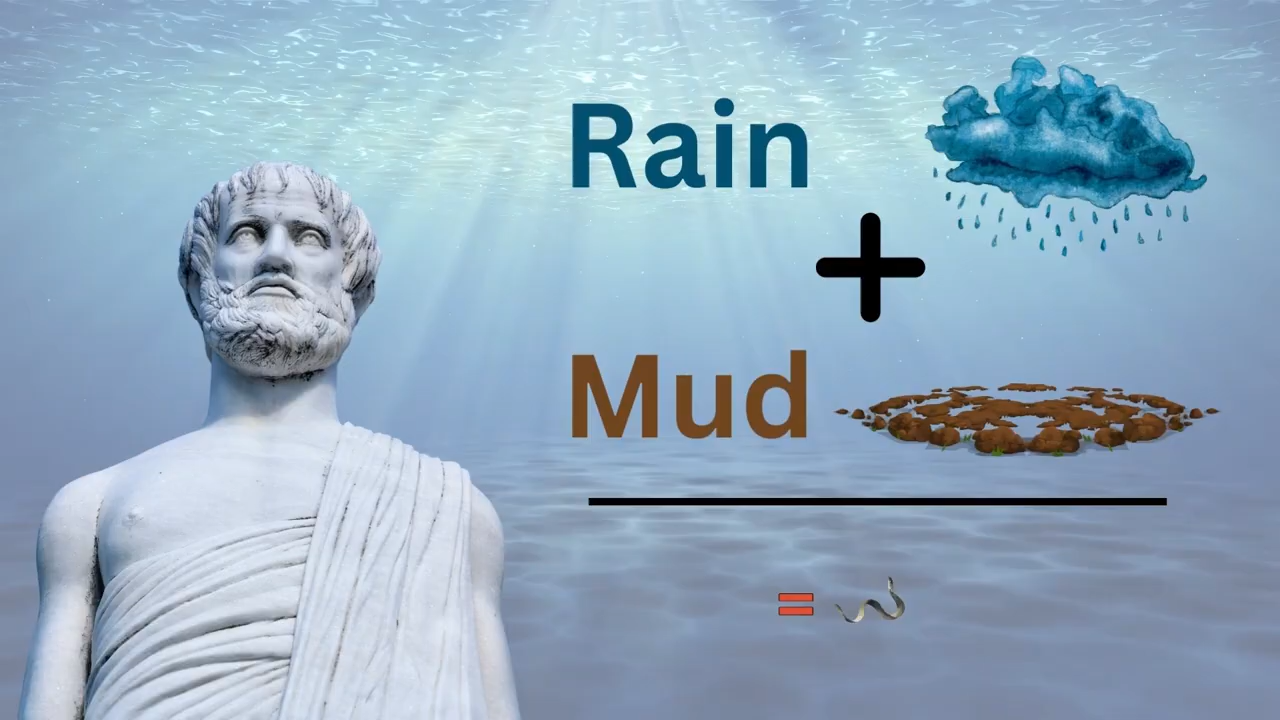 Rain
+
Mud
=